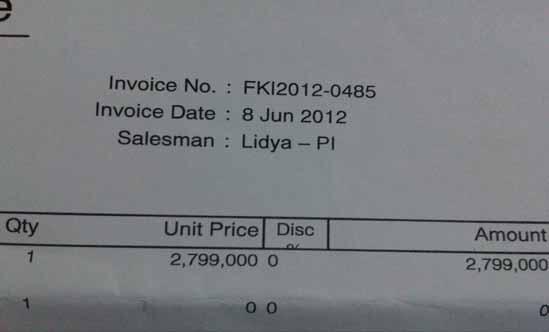 e
Invoice No. : FKI2012-0485
Invoice Date : 8 Jun 2012
Salesman : Lidya – PI
Qty Unit Price Disc % Amount
1 2,799,000 0 2,799,000
1 0 0 0